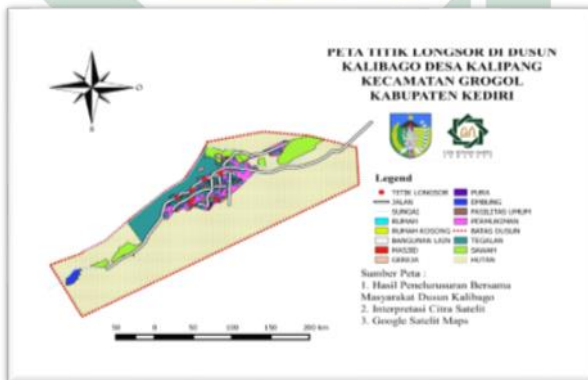 PETA TITIK LONGSOR DI DUSUN
KALIBAGO DESA KALIPANG
KECAMATAN GROGOL
KABUPATEN KEDIRI
Legend
TITIK LONGSOR
JALAN
SUNGAI
RUMAH
RUMAH KOSONG
BANGUNAN LAIN
MASJID
GEREJA
PURA
EMBUNG
FASILITAS UMUM
PERMUKIMAN
BATAS DUSUN
TEGALAN
SAWAH
HUTAN
Sumber Peta :
1. Hasil Penelurusuran Bersama
Masyarakat Dusun Kalibago
2. Interpretasi Citra Satelit
3. Google Satelit Maps
50 0 50 100 150 200 km